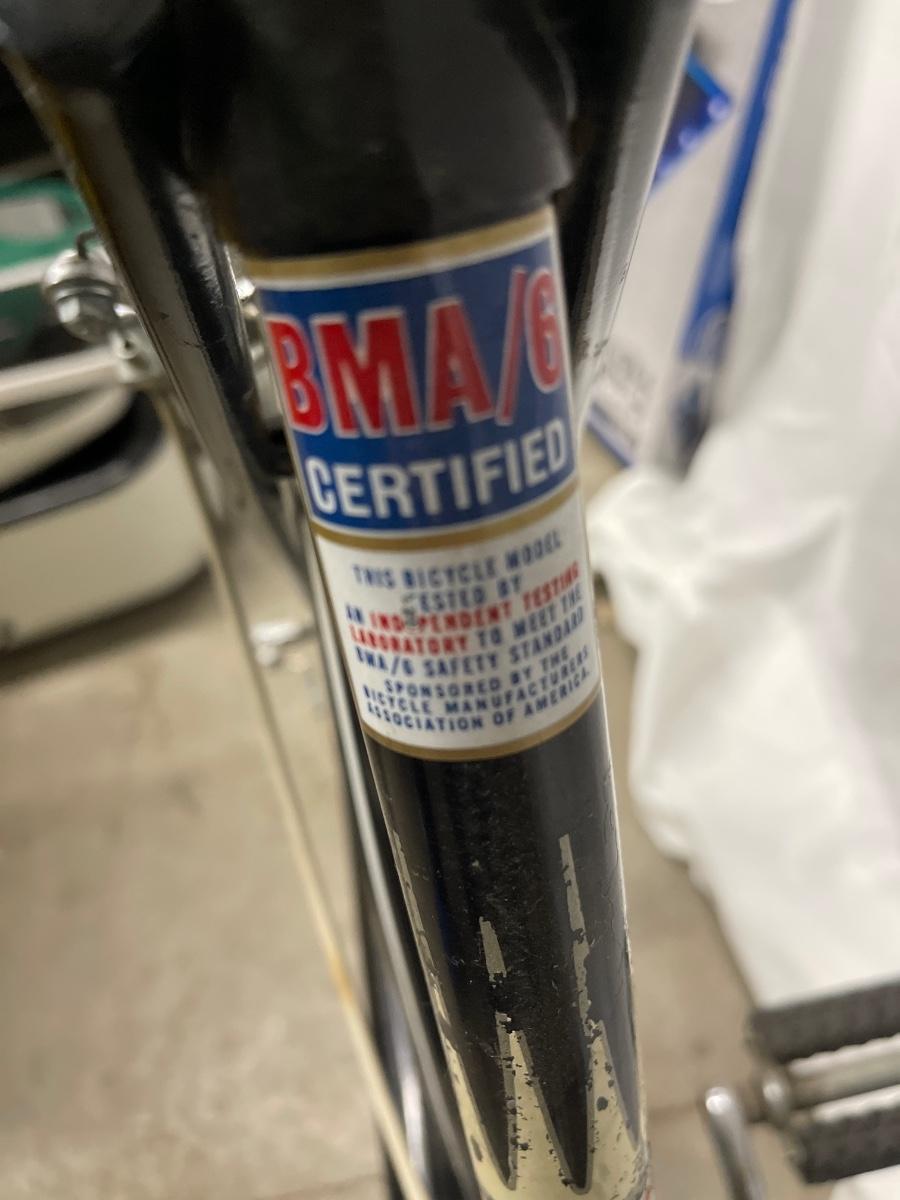 BMA/6
CERTIFIED
THIS BICYCLE MODEL
TESTED BY
AN INDEPENDENT TESTING
LABORATORY TO MEET THE
BMA/6 SAFETY STANDARD
SPONSORED BY THE
BICYCLE MANUFACTURERS
ASSOCIATION OF AMERICA.